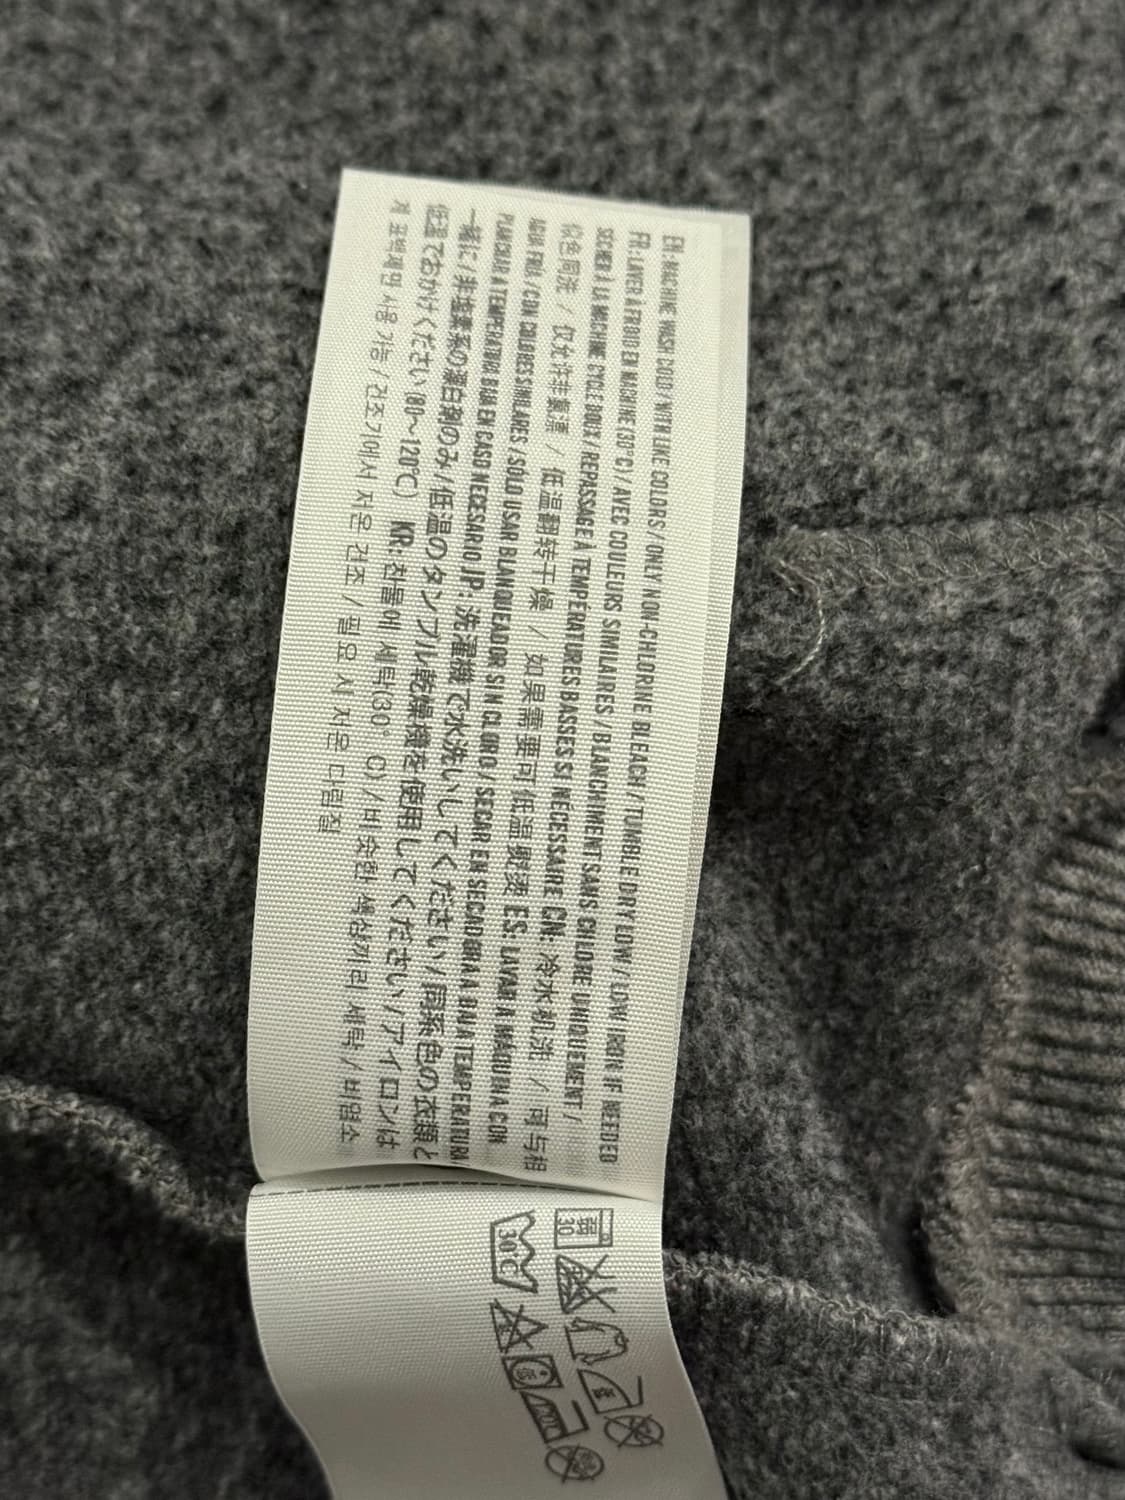 EN: MACHINE WASH COLD / WITH LIKE COLORS / ONLY NON-CHLORINE BLEACH / TUMBLE DRY LOW / LOW IRON IF NEEDED
FR: LAVER À FROID EN MACHINE (30°C) / AVEC COULEURS SIMILAIRES / BLANCHIMENT SANS CHLORE UNIQUEMENT /
SECHER À LA MACHINE CYCLE DOUX / REPASSAGE À TEMPÉRATURES BASSES SI NECESSAIRE CN: 冷水机洗 / 可与相
似色同洗 / 仅允许非氯漂 / 低温翻转干燥 / 如果需要可低温熨烫 ES: LAVAR A MAQUINA CON
AGUA FRIO / CON COLORES SIMILARES / SOLO USAR BLANQUEADOR SIN CLORO / SECAR EN SECADORA A BAJA TEMPERATURA/
PLANCHAR A TEMPERATURA BAJA EN CASO NECESARIO JP: 洗濯機で水洗いしてください / 同系色の衣類と
一緒に / 非塩素系の漂白剤のみ / 低温のタンブル乾燥機を使用してください / アイロンは
低温でおかけください (80~120℃) KR: 찬물에 세탁(30° C) / 비슷한 색상끼리 세탁 / 비염소
계 표백제만 사용 가능 / 건조기에서 저온 건조 / 필요 시 저온 다림질
30
30°C